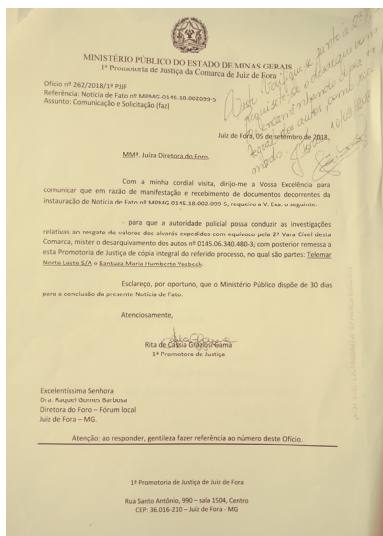 MINISTÉRIO PÚBLICO DO ESTADO DE MINAS GERAIS
1ª Promotoria de Justiça da Comarca de Juiz de Fora
Ofício nº 262/2018/1ª PJJF
Referência: Notícia de Fato nº MPMG-0145.18.002099-5
Assunto: Comunicação e Solicitação (faz)
Juiz de Fora, 05 de setembro de 2018.
MMª. Juíza Diretora do Foro,
Com a minha cordial visita, dirijo-me a Vossa Excelência para
comunicar que em razão de manifestação e recebimento de documentos decorrentes da
instauração de Notícia de Fato nº MPMG-0145.18.002.099-5, requeiro a V. Exa. o seguinte.
- para que a autoridade policial possa conduzir as investigações
relativas ao resgate de valores dos alvarás expedidos com equívoco pela 2ª Vara Cível desta
Comarca, mister o desarquivamento dos autos nº 0145.06.340.480-3; com posterior remessa a
esta Promotoria de Justiça de cópia integral do referido processo, no qual são partes: Telemar
Norte Leste S/A e Santuza Maria Humberto Yazbeck.
Esclareço, por oportuno, que o Ministério Público dispõe de 30 dias
para a conclusão da presente Notícia de Fato.
Atenciosamente,
Rita de Cássia Gama
1ª Promotora de Justiça
Excelentíssima Senhora
Dra. Raquel Gomes Barbosa
Diretora do Foro – Fórum local
Juiz de Fora – MG.
Atenção: ao responder, gentileza fazer referência ao número deste Ofício.
1ª Promotoria de Justiça de Juiz de Fora
Rua Santo Antônio, 990 – sala 1504, Centro
CEP: 36.016-210 – Juiz de Fora - MG